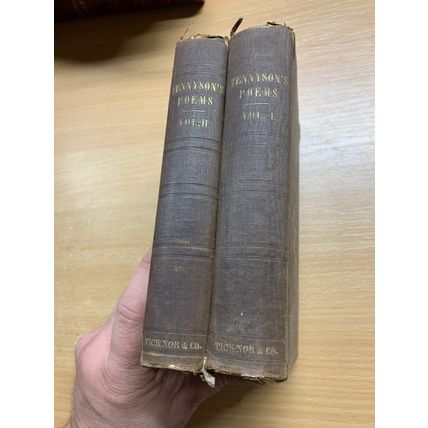 TENNYSON'S
POEMS
VOL. II.
TICKNOR & CO.
TENNYSON'S
POEMS
VOL. I.
TICKNOR & CO.